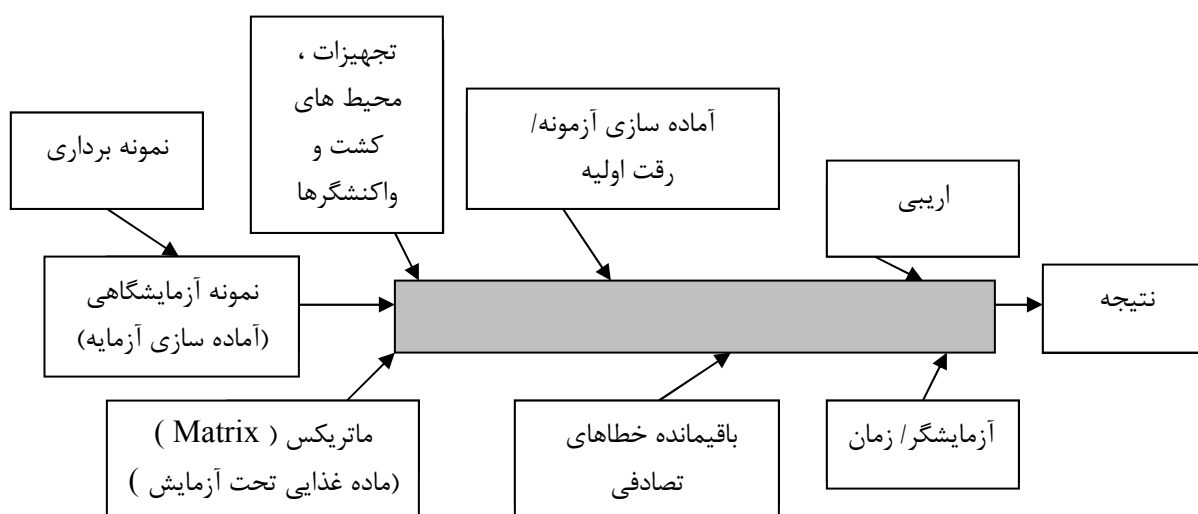 نمونه برداری
تجهیزات ،
محیط های
کشت و
واکنشگرها
آماده سازی آزمونه/
رقت اولیه
اریبی
نمونه آزمایشگاهی
(آماده سازی آزمایه)
نتیجه
ماتریکس ( Matrix )
(ماده غذایی تحت آزمایش )
باقیمانده خطاهای
تصادفی
آزمایشگر/ زمان